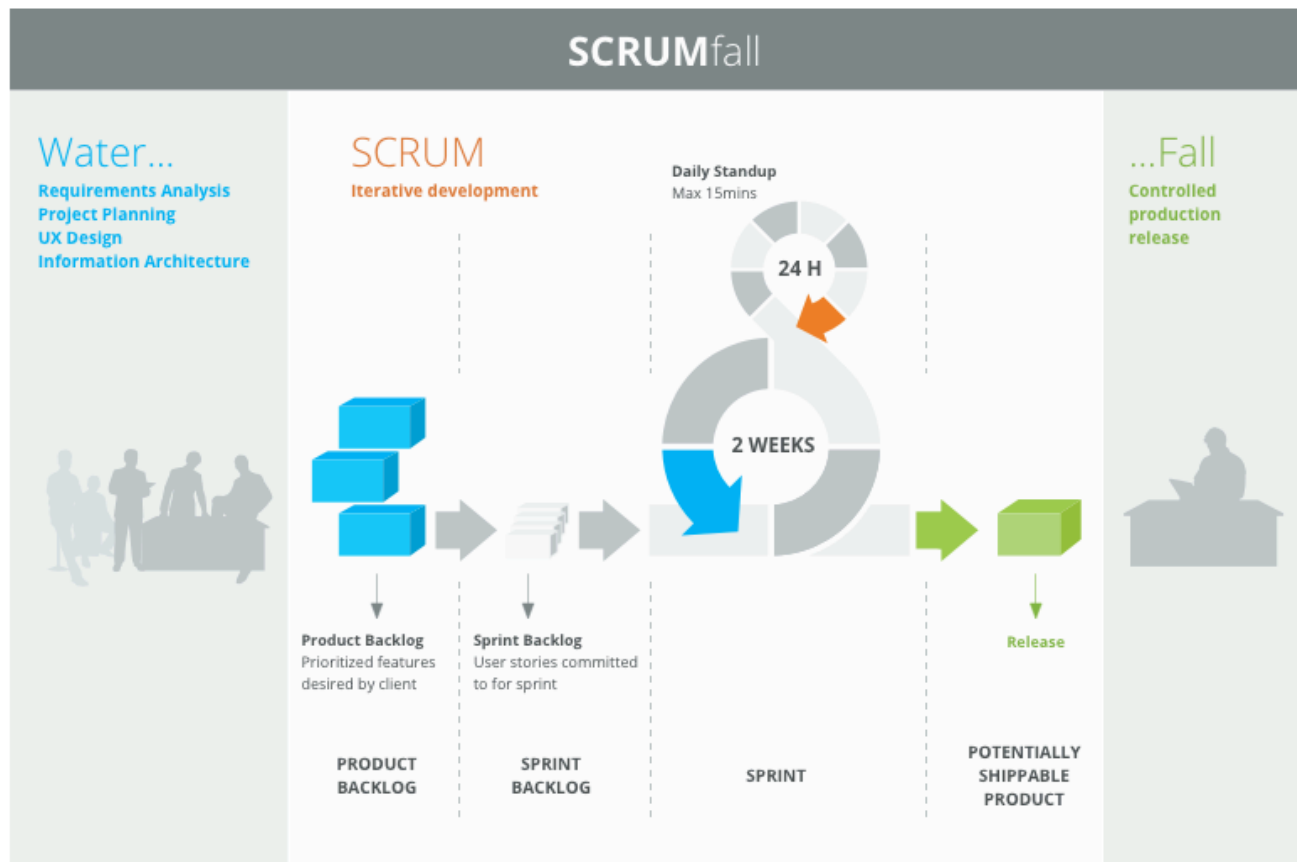 SCRUMfall
Water...
Requirements Analysis
Project Planning
UX Design
Information Architecture
SCRUM
Iterative development
Daily Standup
Max 15mins
24 H
2 WEEKS
...Fall
Controlled
production
release
Product Backlog
Prioritized features
desired by client
Sprint Backlog
User stories committed
to for sprint
Release
PRODUCT
BACKLOG
SPRINT
BACKLOG
SPRINT
POTENTIALLY
SHIPPABLE
PRODUCT